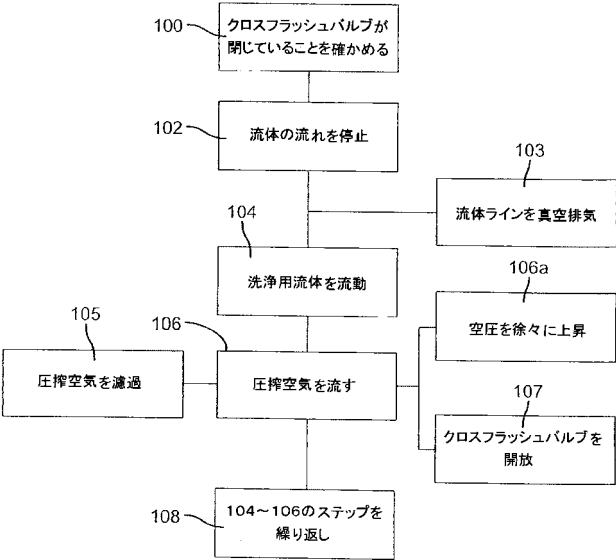 100
クロスフラッシュバルブが
閉じていることを確かめる
102
流体の流れを停止
103
流体ラインを真空排気
104
洗浄用流体を流動
106a
空圧を徐々に上昇
105
圧搾空気を濾過
106
圧搾空気を流す
107
クロスフラッシュバルブを
開放
108
104～106のステップを
繰り返し